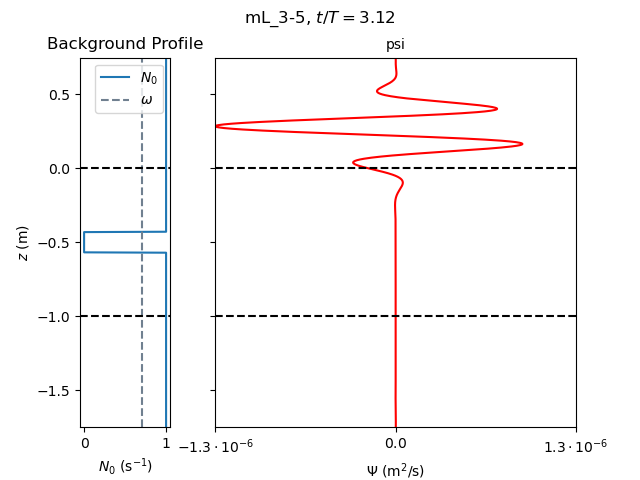 mL_3-5, t/T = 3.12
Background Profile
psi
N₀
ω
0.5
0.0
−0.5
−1.0
−1.5
z (m)
0 1
N₀ (s⁻¹)
−1.3 · 10⁻⁶ 0.0 1.3 · 10⁻⁶
Ψ (m²/s)